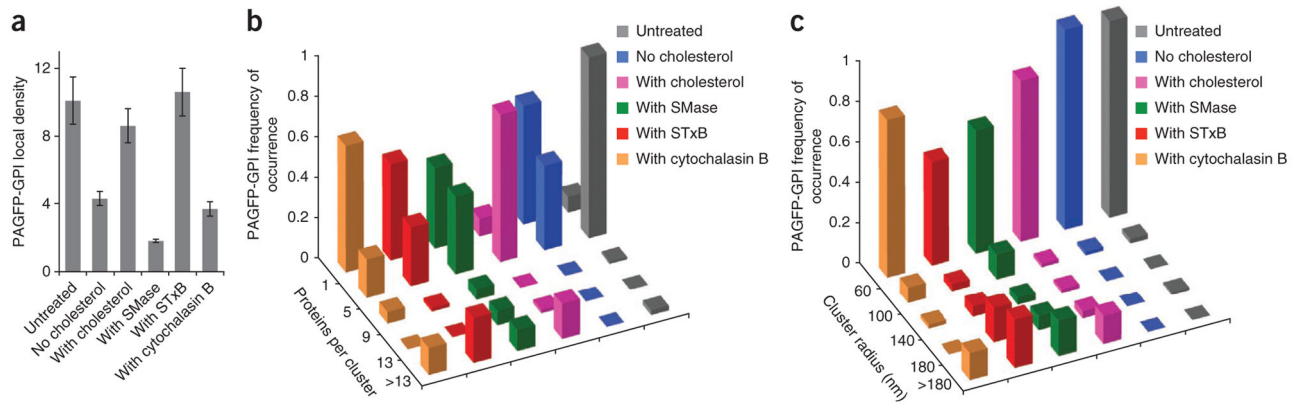 a
PAGFP-GPI local density
12
8
4
0
Untreated
No cholesterol
With cholesterol
With SMase
With STxB
With cytochalasin B
b
PAGFP-GPI frequency of
occurrence
1
0.8
0.6
0.4
0.2
0
1
5
9
13
>13
Proteins per cluster
Untreated
No cholesterol
With cholesterol
With SMase
With STxB
With cytochalasin B
c
PAGFP-GPI frequency of
occurrence
1
0.8
0.6
0.4
0.2
0
60
100
140
180
>180
Cluster radius (nm)
Untreated
No cholesterol
With cholesterol
With SMase
With STxB
With cytochalasin B